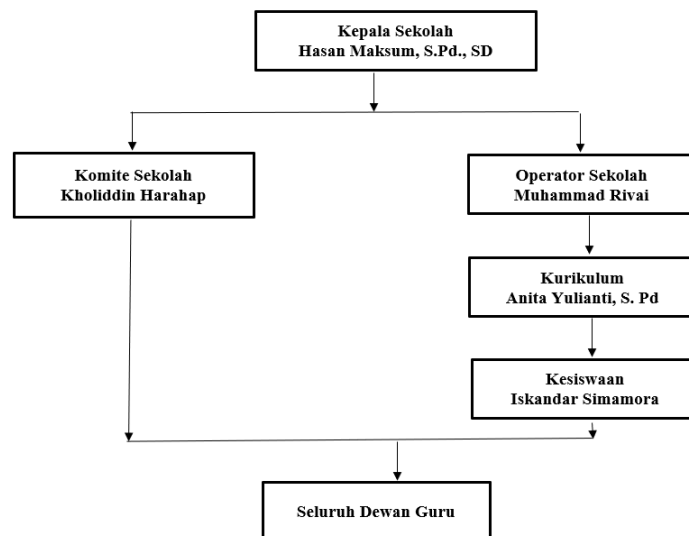 Kepala Sekolah
Hasan Maksum, S.Pd., SD
Komite Sekolah
Kholiddin Harahap
Operator Sekolah
Muhammad Rivai
Kurikulum
Anita Yulianti, S. Pd
Kesiswaan
Iskandar Simamora
Seluruh Dewan Guru